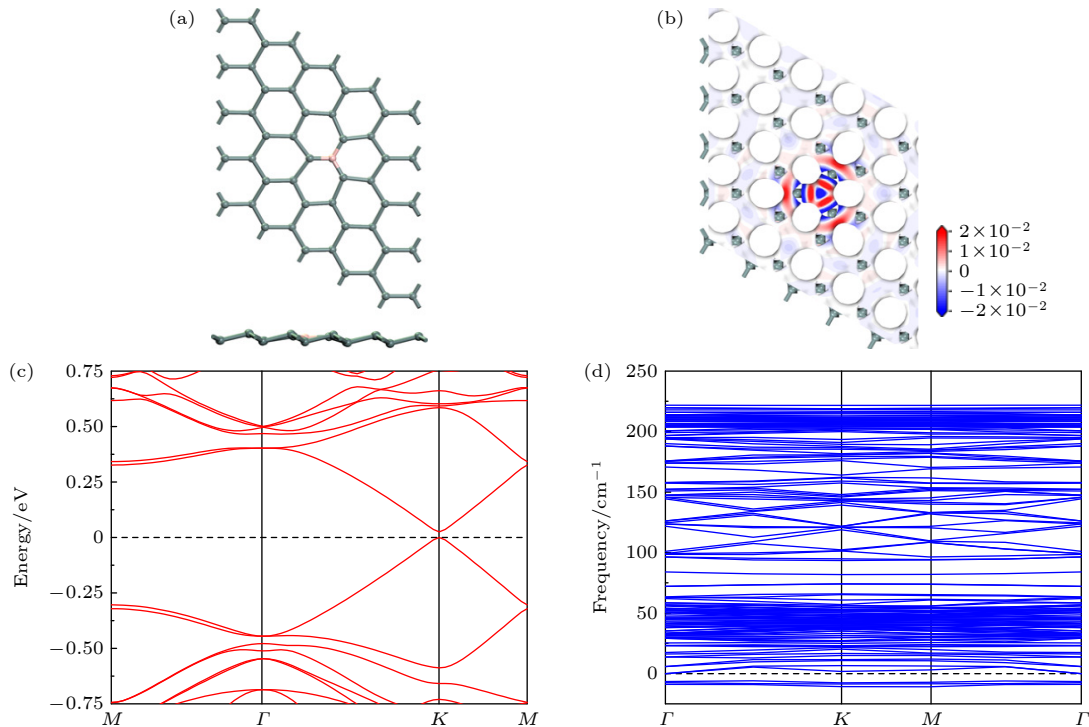 (a)
(b)
2×10⁻²
1×10⁻²
0
−1×10⁻²
−2×10⁻²
(c)
0.75
0.50
0.25
0
−0.25
−0.50
−0.75
Energy/eV
M
Γ
K
M
(d)
250
200
150
100
50
0
Frequency/cm⁻¹
Γ
K
M
Γ